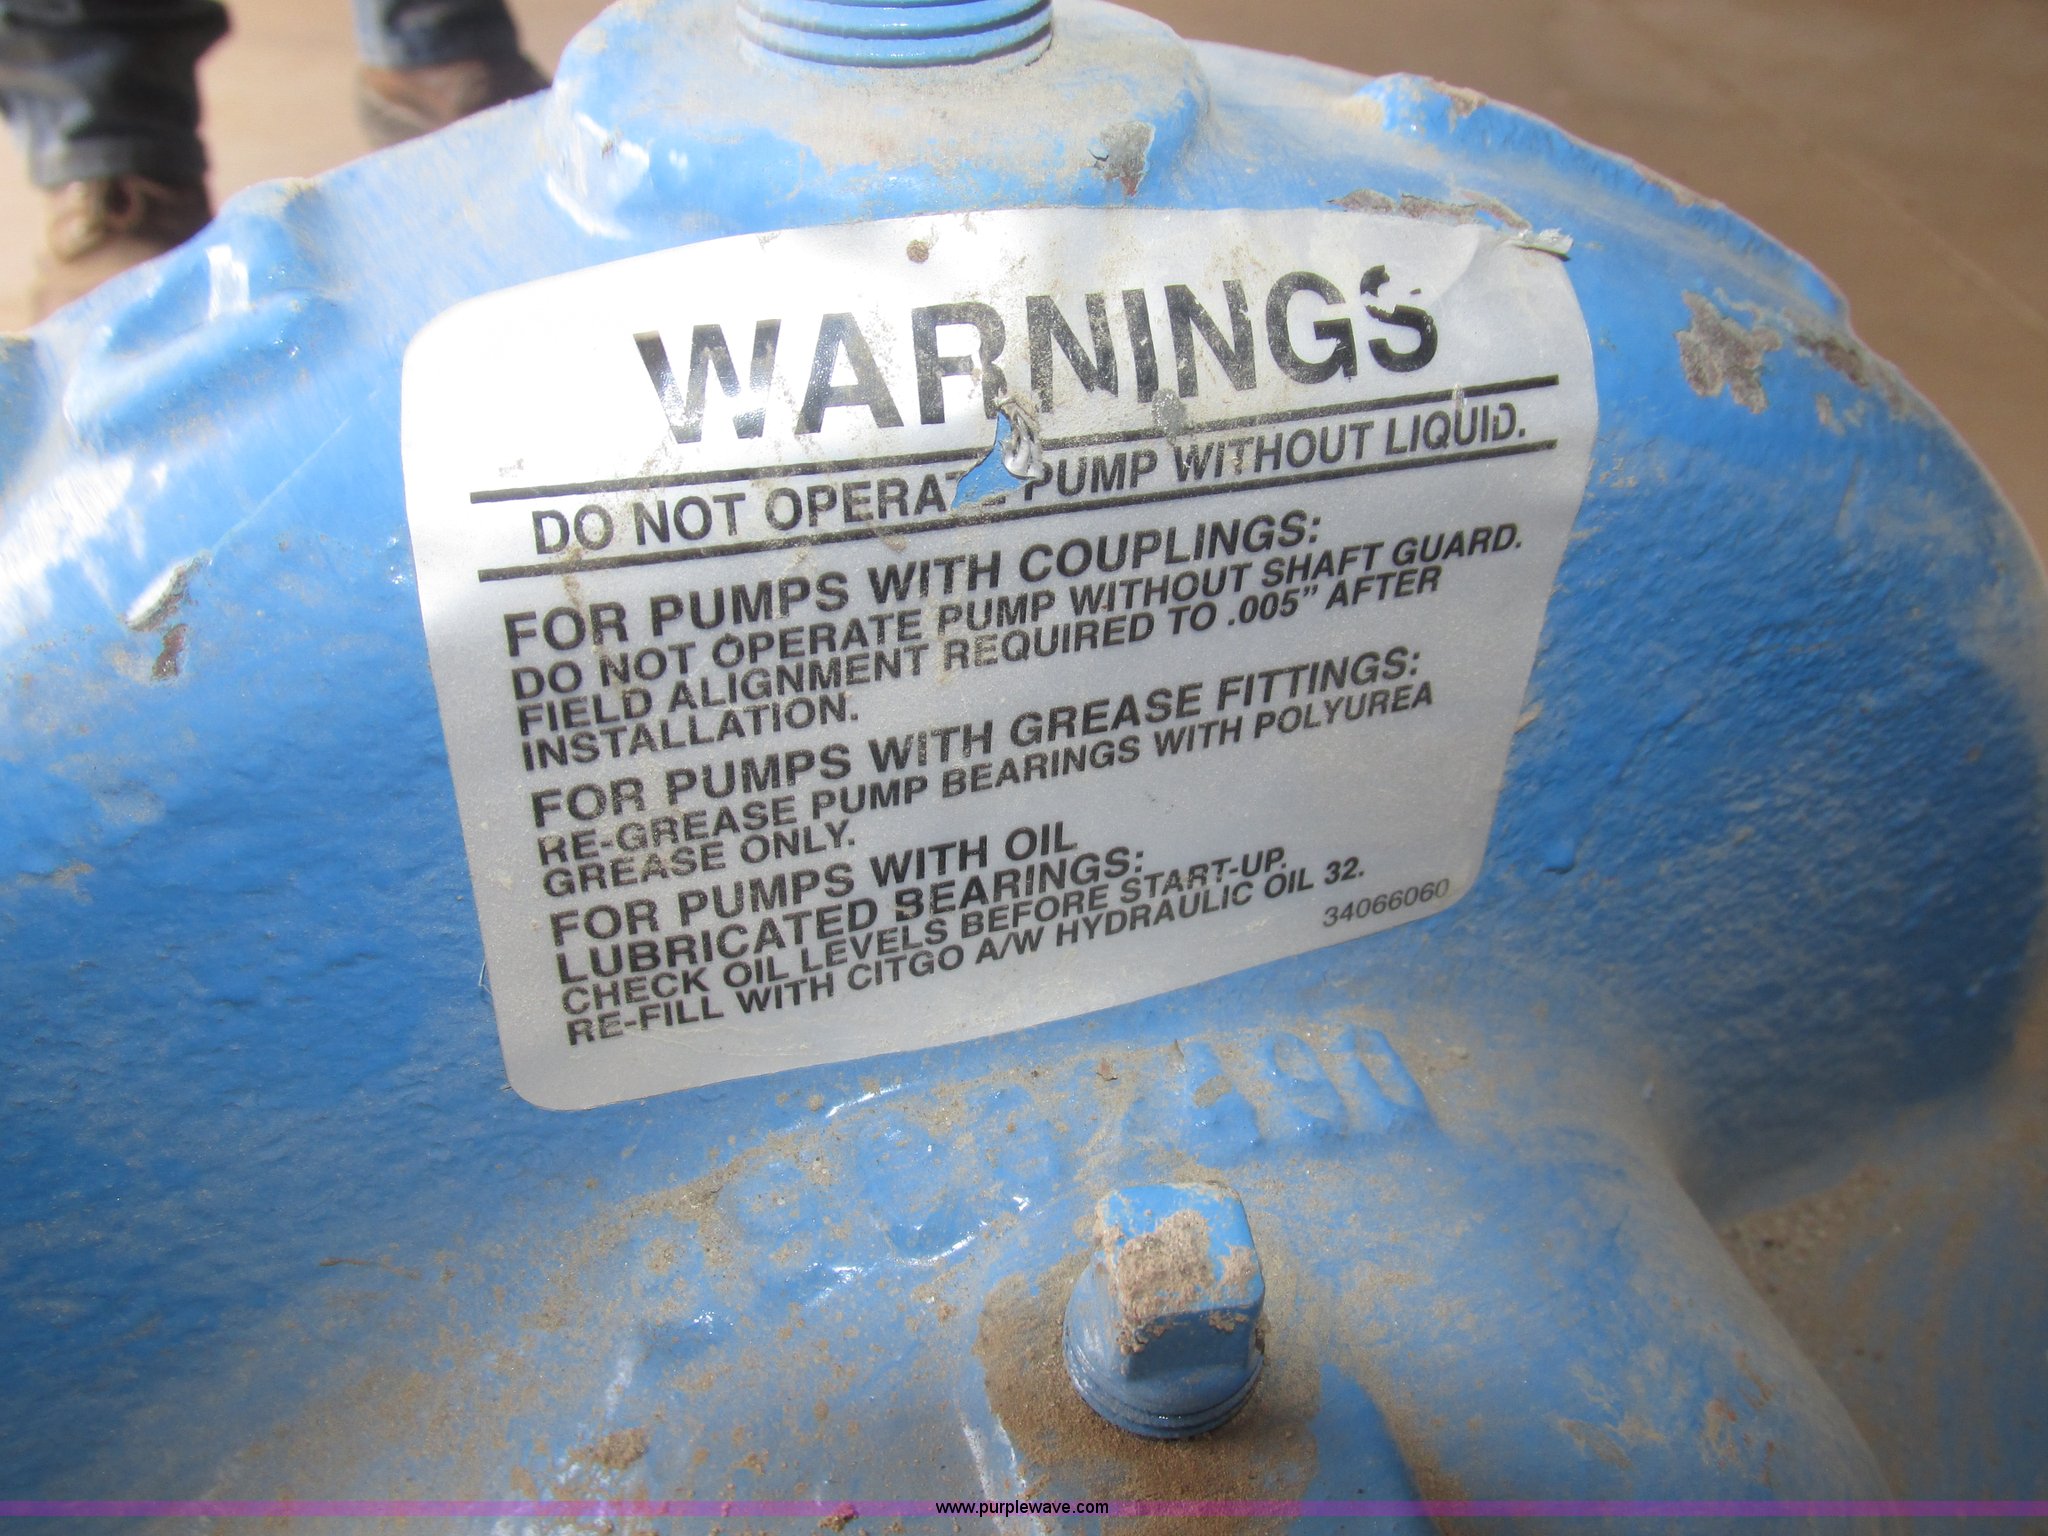 WARNINGS
DO NOT OPERATE PUMP WITHOUT LIQUID.
FOR PUMPS WITH COUPLINGS:
DO NOT OPERATE PUMP WITHOUT SHAFT GUARD.
FIELD ALIGNMENT REQUIRED TO .005” AFTER
INSTALLATION.
FOR PUMPS WITH GREASE FITTINGS:
RE-GREASE PUMP BEARINGS WITH POLYUREA
GREASE ONLY.
FOR PUMPS WITH OIL
LUBRICATED BEARINGS:
CHECK OIL LEVELS BEFORE START-UP.
RE-FILL WITH CITGO A/W HYDRAULIC OIL 32.
34066060
www.purplewave.com